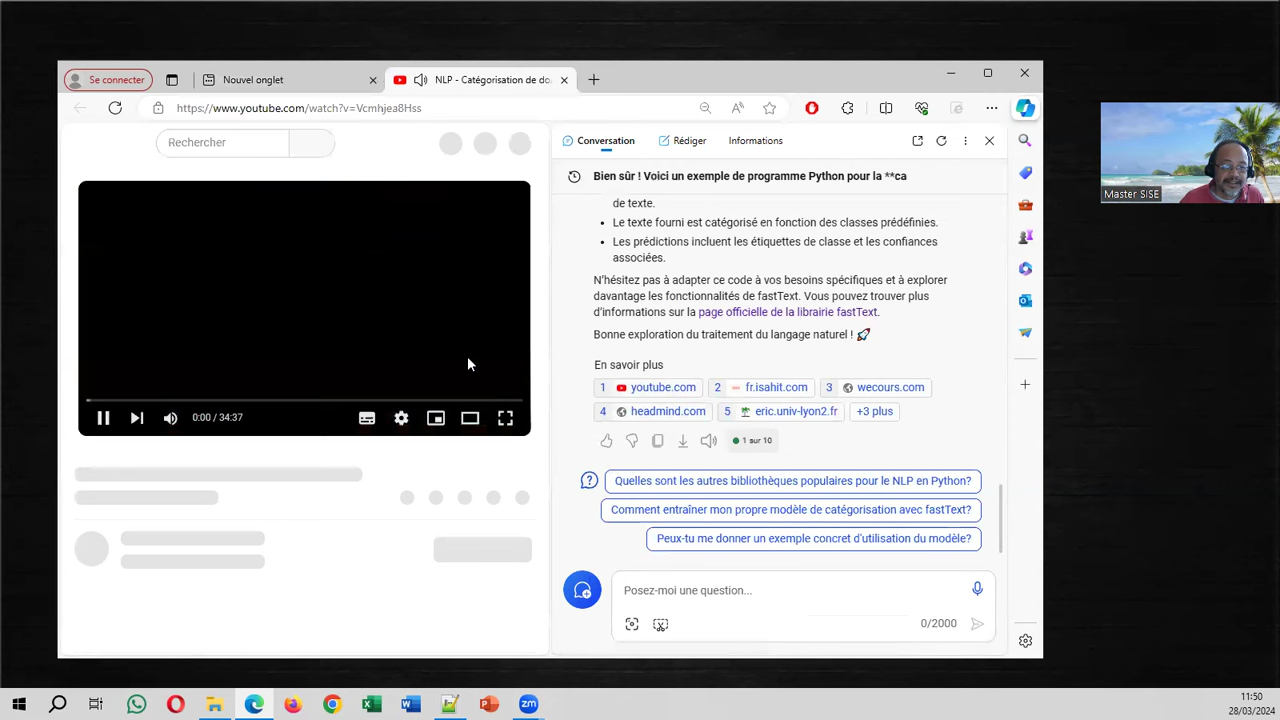 Se connecter
Nouvel onglet
NLP - Catégorisation de do
https://www.youtube.com/watch?v=Vcmhjea8Hss
Rechercher
0:00 / 34:37
Conversation
Rédiger
Informations
Bien sûr ! Voici un exemple de programme Python pour la **ca
de texte.
• Le texte fourni est catégorisé en fonction des classes prédéfinies.
• Les prédictions incluent les étiquettes de classe et les confiances
associées.
N'hésitez pas à adapter ce code à vos besoins spécifiques et à explorer
davantage les fonctionnalités de fastText. Vous pouvez trouver plus
d'informations sur la page officielle de la librairie fastText.
Bonne exploration du traitement du langage naturel ! 🚀
En savoir plus
1 youtube.com
2 fr.isahit.com
3 wecours.com
4 headmind.com
5 eric.univ-lyon2.fr
+3 plus
1 sur 10
Quelles sont les autres bibliothèques populaires pour le NLP en Python?
Comment entraîner mon propre modèle de catégorisation avec fastText?
Peux-tu me donner un exemple concret d'utilisation du modèle?
Posez-moi une question...
0/2000
Master SISE
11:50
28/03/2024